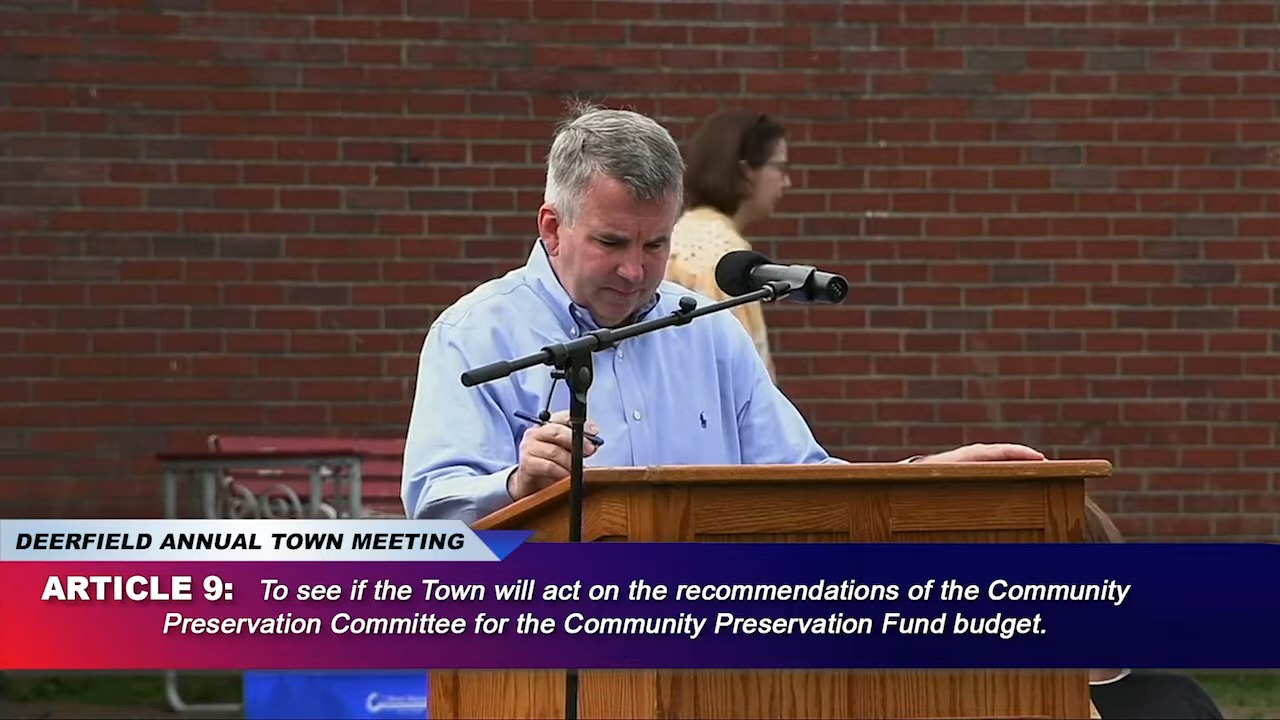 DEERFIELD ANNUAL TOWN MEETING
ARTICLE 9: To see if the Town will act on the recommendations of the Community
Preservation Committee for the Community Preservation Fund budget.